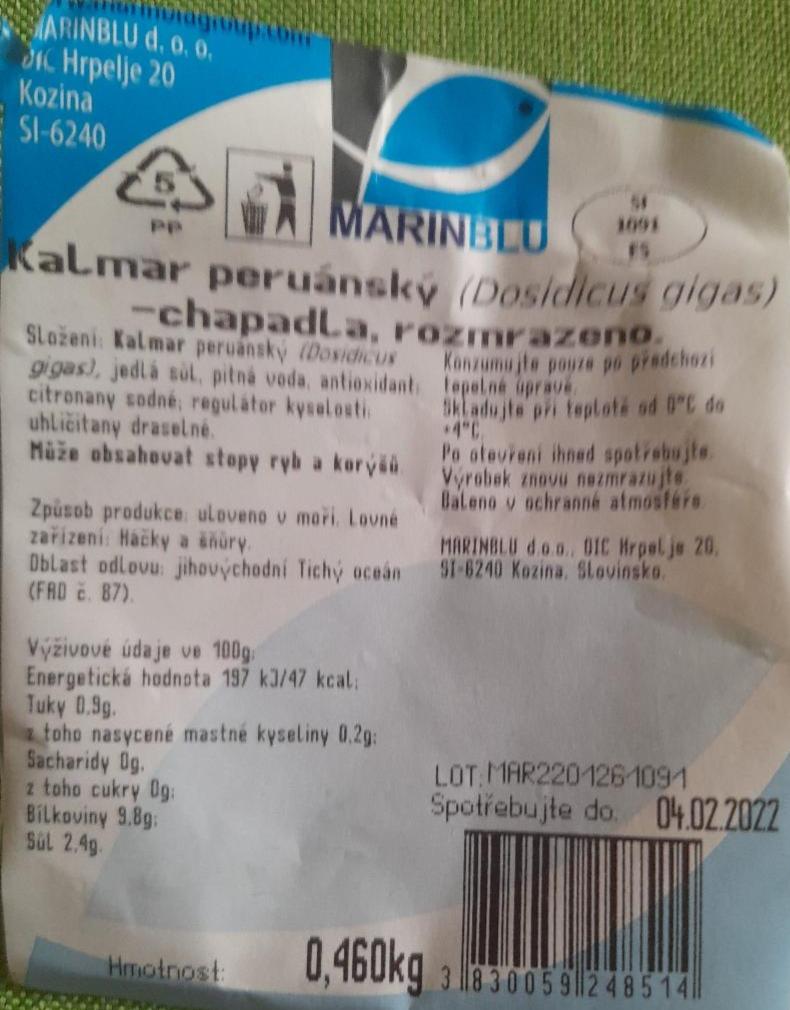 MARINBLU d. o. o.
OIC Hrpelje 20
Kozina
SI-6240
5
PP
MARINBLU
SI
1091
ES
Kalmar peruánský (Dosidicus gigas)
-chapadla, rozmrazeno.
Složení: Kalmar peruánský (Dosidicus
gigas), jedlá sůl, pitná voda, antioxidant:
citronany sodné; regulátor kyselosti:
uhličitany draselné.
Může obsahovat stopy ryb a korýšů.
Způsob produkce: uloveno v moři. Lovné
zařízení: Háčky a šňůry.
Oblast odlovu: jihovýchodní Tichý oceán
(FAO č. 87).
Konzumujte pouze po předchozí
tepelné úpravě.
Skladujte při teplotě od 0°C do
+4°C.
Po otevření ihned spotřebujte.
Výrobek znovu nezmrazujte.
Baleno v ochranné atmosféře.
MARINBLU d.o.o., OIC Hrpelje 20,
SI-6240 Kozina, Slovinsko.
Výživové údaje ve 100g:
Energetická hodnota 197 kJ/47 kcal;
Tuky 0,9g,
z toho nasycené mastné kyseliny 0,2g;
Sacharidy 0g,
z toho cukry 0g;
Bílkoviny 9,8g;
Sůl 2,4g.
LOT: MAR2201261091
Spotřebujte do: 04.02.2022
Hmotnost: 0,460kg
3 830059 248514